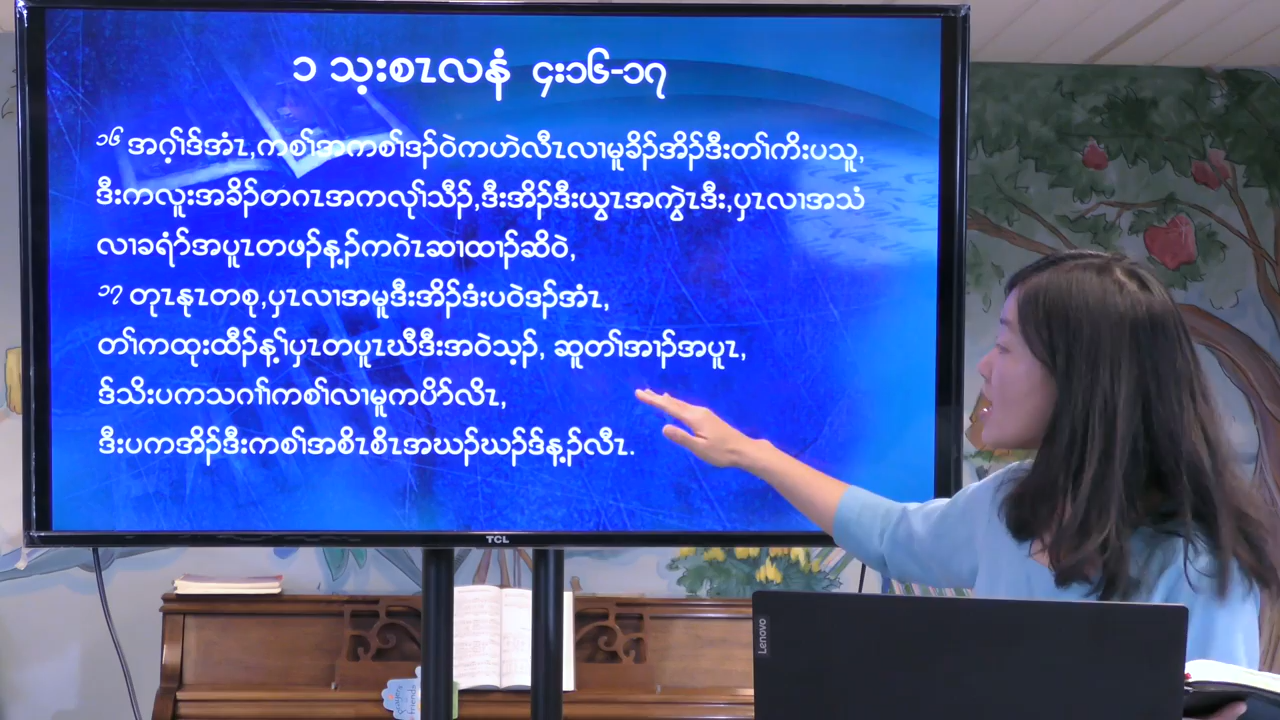 ၁ သ့းစၤလနံ ၄း၁၆-၁၇
၁၆ အဂ့ၢ်ဒ်အံၤ,ကစၢ်အကစၢ်ဒၣ်ဝဲကဟဲလီၤလၢမူခိၣ်အိၣ်ဒီးတၢ်ကိးပသူ,
ဒီးကလူးအခိၣ်တဂၤအကလုၢ်သီၣ်,ဒီးအိၣ်ဒီးယွၤအကွဲၤဒီး,ပှၤလၢအသံ
လၢခရံာ်အပူၤတဖၣ်န့ၣ်ကဂဲၤဆၢထၢၣ်ဆိဝဲ,
၁၇ တုၤနုၤတစု,ပှၤလၢအမူဒီးအိၣ်ဒံးပဝဲဒၣ်အံၤ,
တၢ်ကထုးထီၣ်န့ၢ်ပှၤတပူၤဃီဒီးအဝဲသ့ၣ်, ဆူတၢ်အၢၣ်အပူၤ,
ဒ်သိးပကသဂၢၢ်ကစၢ်လၢမူကပိာ်လိၤ,
ဒီးပကအိၣ်ဒီးကစၢ်အစိၤစိၤအဃၣ်ဃၣ်ဒ်န့ၣ်လီၤ.
TCL
Lenovo
friends